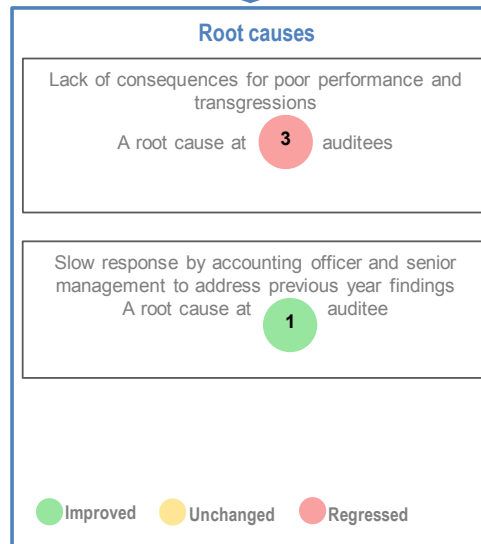 Root causes
Lack of consequences for poor performance and
transgressions
A root cause at 3 auditees
Slow response by accounting officer and senior
management to address previous year findings
A root cause at 1 auditee
Improved Unchanged Regressed